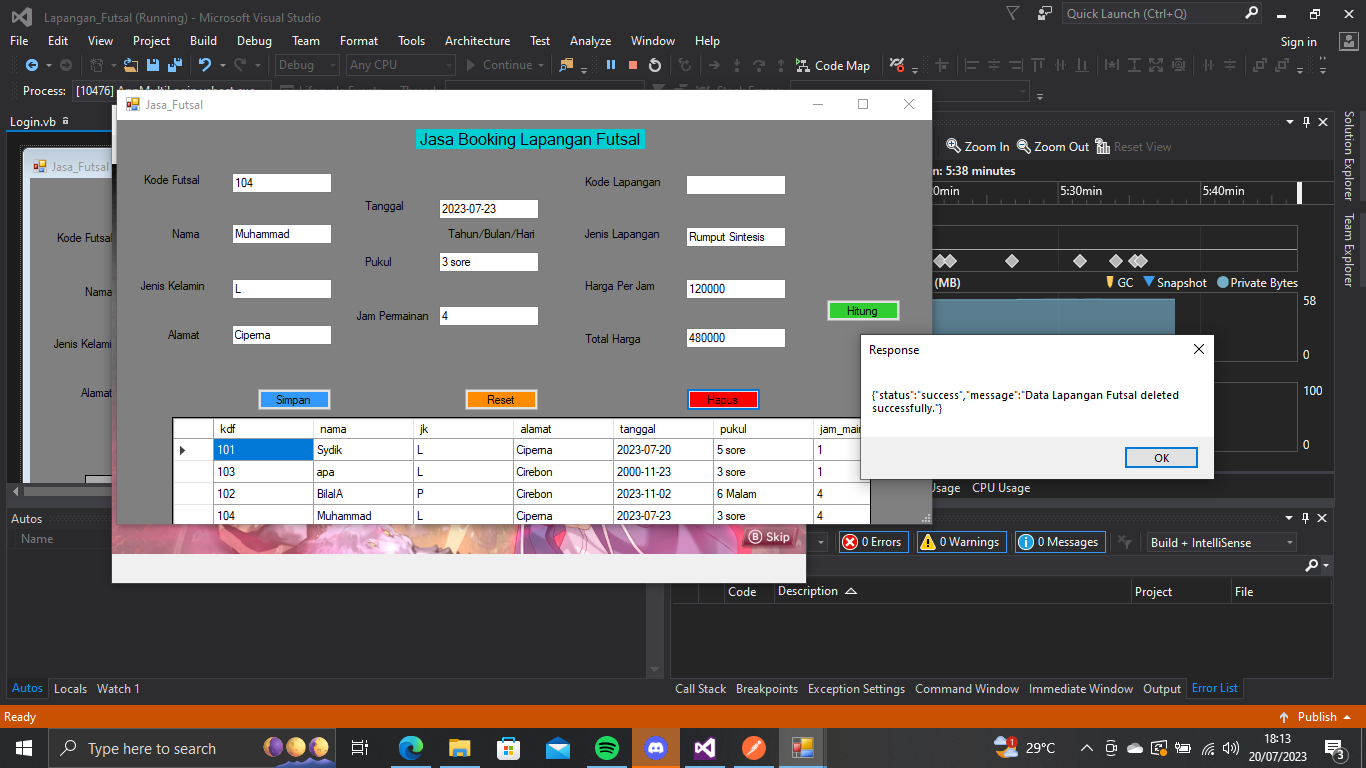 Lapangan_Futsal (Running) - Microsoft Visual Studio
Quick Launch (Ctrl+Q)
File Edit View Project Build Debug Team Format Tools Architecture Test Analyze Window Help
Sign in
Debug Any CPU Continue Code Map
Process: [10476]
Login.vb
Jasa_Futsal
Jasa Booking Lapangan Futsal
Kode Futsal 104
Kode Lapangan
Tanggal 2023-07-23
Nama Muhammad
Tahun/Bulan/Hari
Jenis Lapangan Rumput Sintesis
Pukul 3 sore
Jenis Kelamin L
Harga Per Jam 120000
Hitung
Jam Pemainan 4
Alamat Ciperna
Total Harga 480000
Simpan Reset Hapus
kdf nama jk alamat tanggal pukul jam_main
101 Sydik L Ciperna 2023-07-20 5 sore 1
103 apa L Cirebon 2000-11-23 3 sore 1
102 BilalA P Cirebon 2023-11-02 6 Malam 4
104 Muhammad L Ciperna 2023-07-23 3 sore 4
Jasa_Futsal
Kode Futsal
Nama
Jenis Kelami
Alamat
Zoom In Zoom Out Reset View
n: 5:38 minutes
20min 5:30min 5:40min
(MB) GC Snapshot Private Bytes
58
0
100
0
Usage CPU Usage
Response
{"status":"success","message":"Data Lapangan Futsal deleted
successfully."}
OK
Solution Explorer
Team Explorer
Autos
Name
B Skip
0 Errors 0 Warnings 0 Messages Build + IntelliSense
Code Description Project File
Autos Locals Watch 1
Call Stack Breakpoints Exception Settings Command Window Immediate Window Output Error List
Ready
Publish
Type here to search
1
29°C
18:13
20/07/2023
3